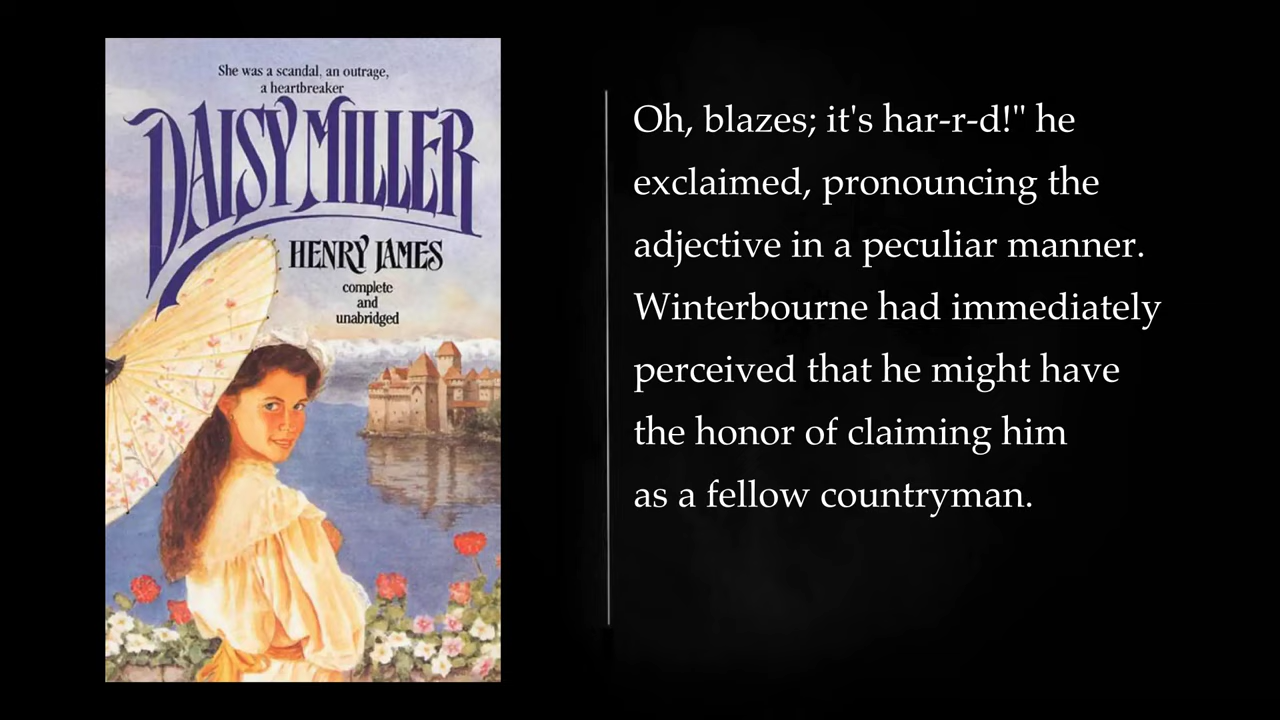 She was a scandal, an outrage,
a heartbreaker
DAISY MILLER
HENRY JAMES
complete
and
unabridged
Oh, blazes; it's har-r-d!" he
exclaimed, pronouncing the
adjective in a peculiar manner.
Winterbourne had immediately
perceived that he might have
the honor of claiming him
as a fellow countryman.